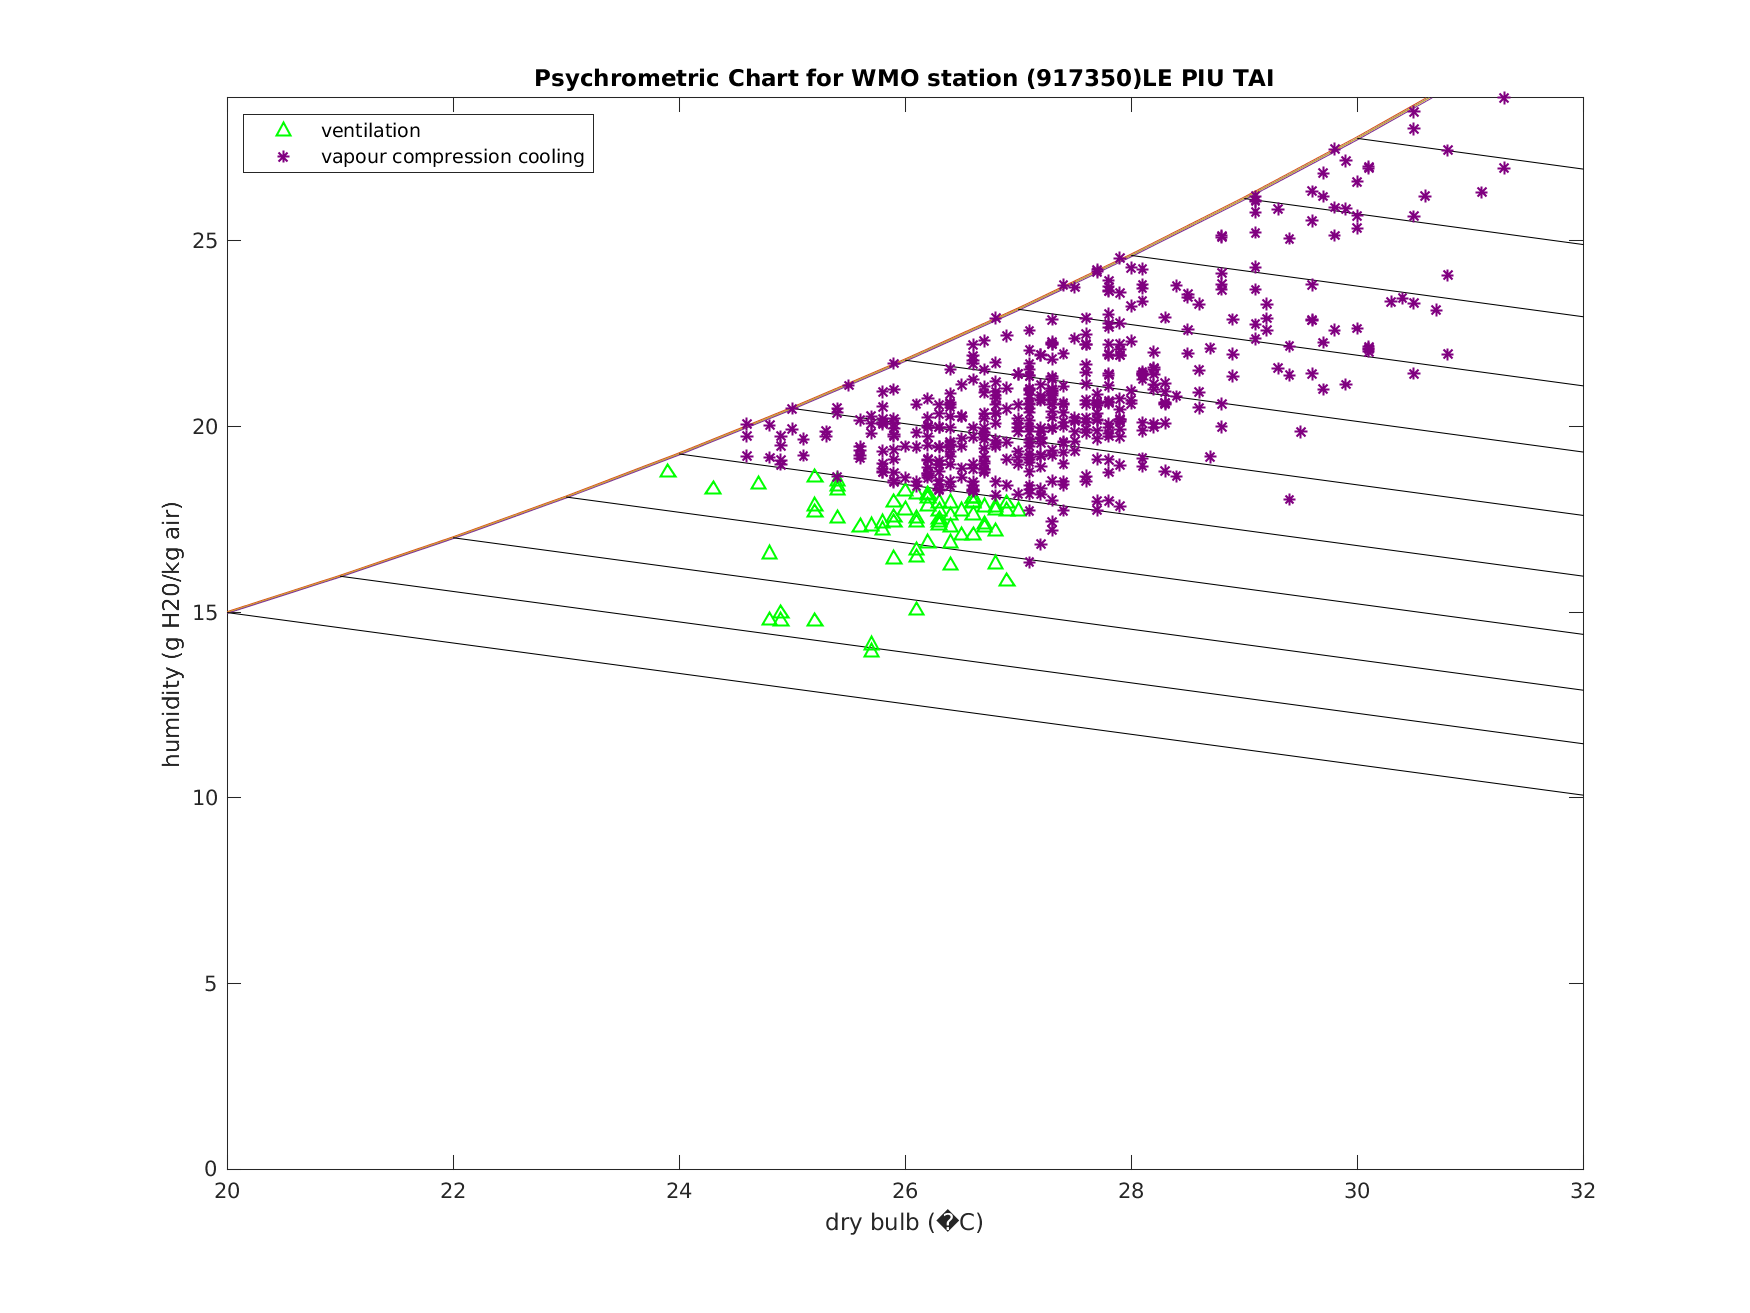 Psychrometric Chart for WMO station (917350)LE PIU TAI
ventilation
vapour compression cooling
25
20
15
10
5
0
20 22 24 26 28 30 32
humidity (g H20/kg air)
dry bulb (�C)